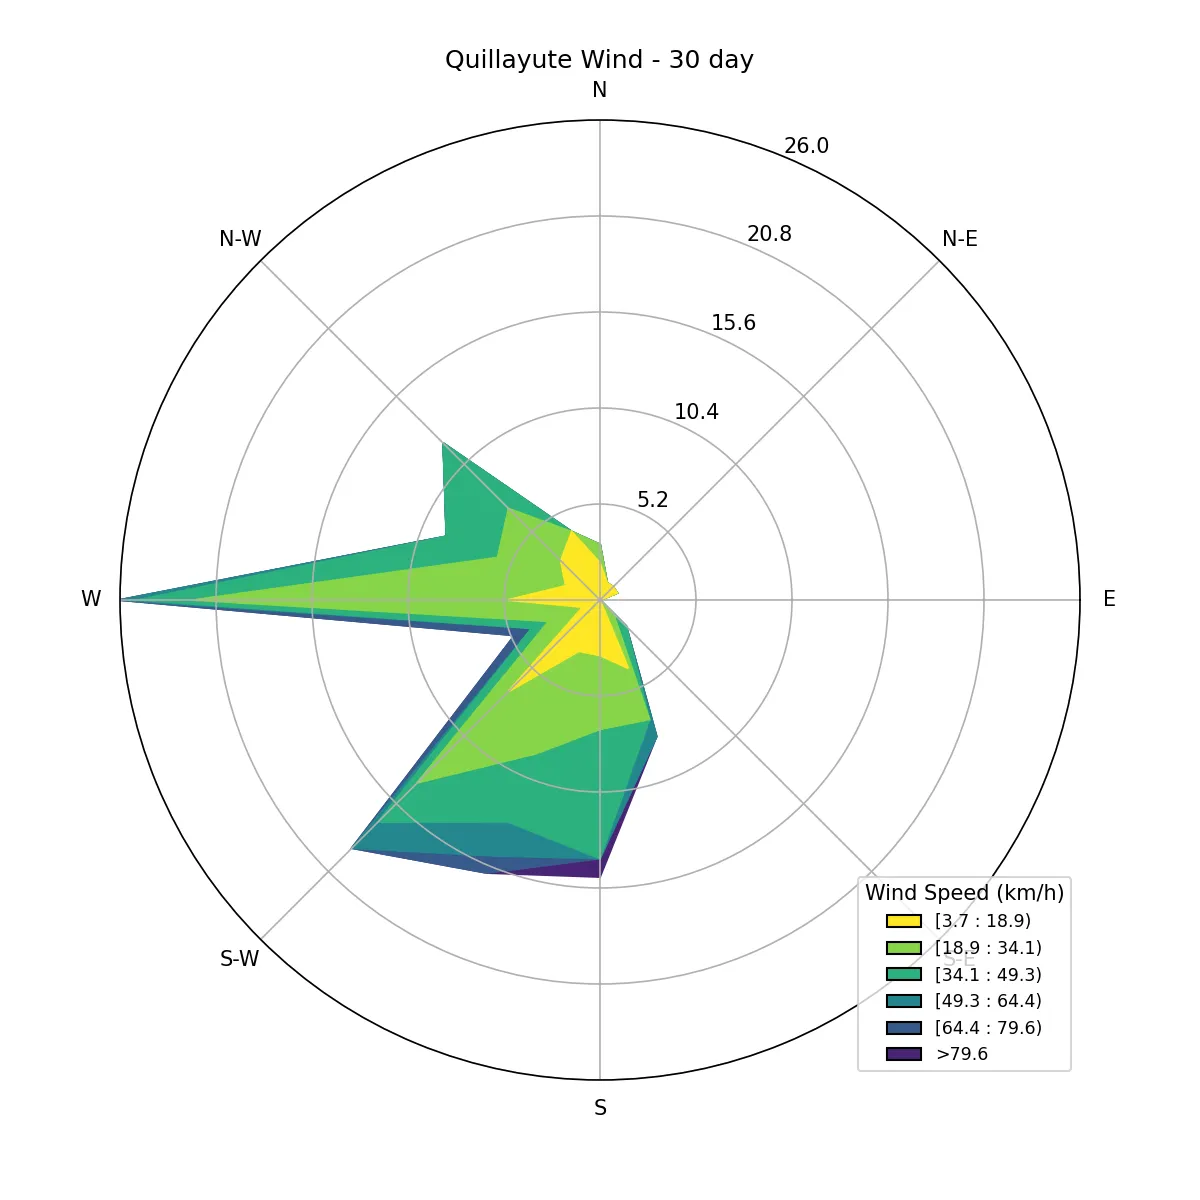 Quillayute Wind - 30 day
N
26.0
N-W
N-E
20.8
15.6
10.4
5.2
W
E
S-W
S-E
S
Wind Speed (km/h)
[3.7 : 18.9)
[18.9 : 34.1)
[34.1 : 49.3)
[49.3 : 64.4)
[64.4 : 79.6)
>79.6